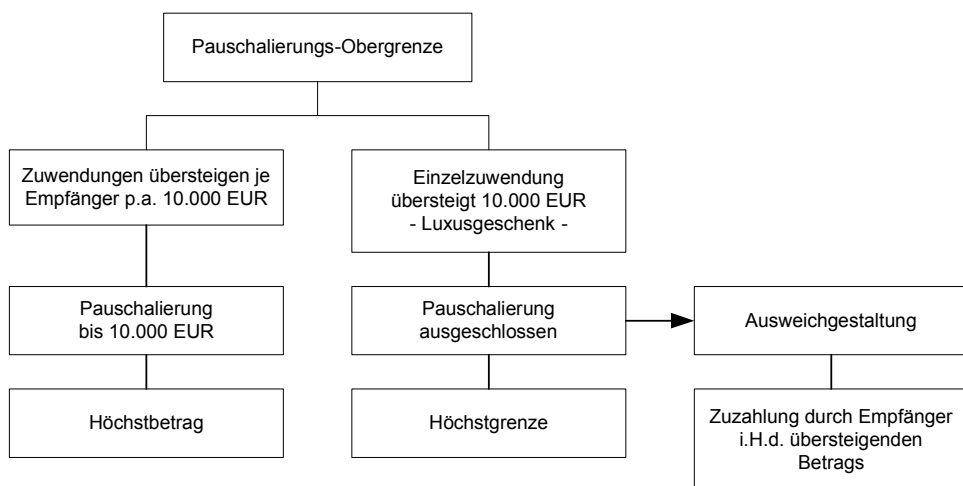 Pauschalierungs-Obergrenze
Zuwendungen übersteigen je
Empfänger p.a. 10.000 EUR
Einzelzuwendung
übersteigt 10.000 EUR
- Luxusgeschenk -
Pauschalierung
bis 10.000 EUR
Pauschalierung
ausgeschlossen
Ausweichgestaltung
Höchstbetrag
Höchstgrenze
Zuzahlung durch Empfänger
i.H.d. übersteigenden
Betrags